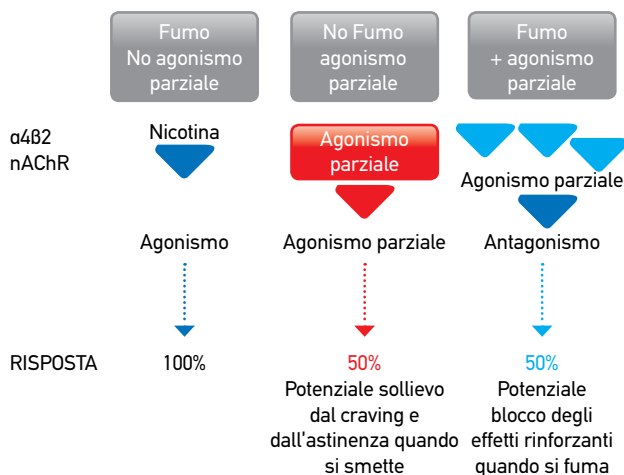 Fumo
No agonismo
parziale
No Fumo
agonismo
parziale
Fumo
+ agonismo
parziale
α4ß2
nAChR
Nicotina
Agonismo
parziale
Agonismo parziale
Agonismo
Agonismo parziale
Antagonismo
RISPOSTA
100%
50%
Potenziale sollievo
dal craving e
dall'astinenza quando
si smette
50%
Potenziale
blocco degli
effetti rinforzanti
quando si fuma